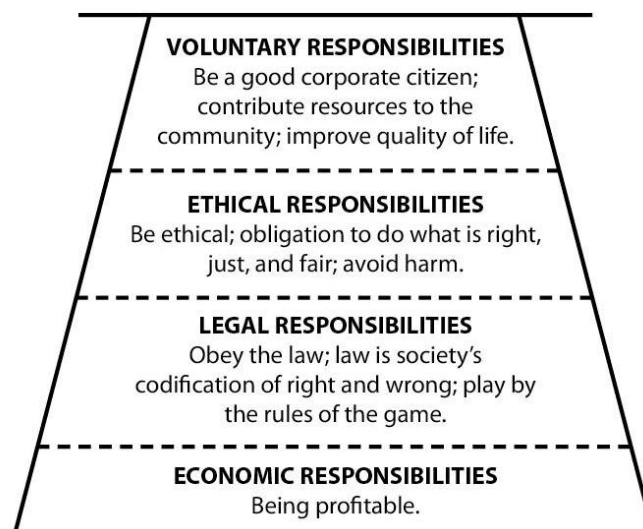 VOLUNTARY RESPONSIBILITIES
Be a good corporate citizen;
contribute resources to the
community; improve quality of life.
ETHICAL RESPONSIBILITIES
Be ethical; obligation to do what is right,
just, and fair; avoid harm.
LEGAL RESPONSIBILITIES
Obey the law; law is society’s
codification of right and wrong; play by
the rules of the game.
ECONOMIC RESPONSIBILITIES
Being profitable.